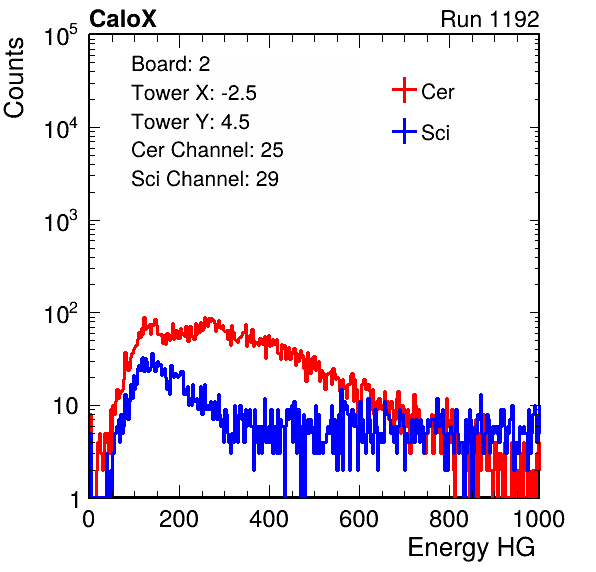 CaloX Run 1192
Counts
10^5
10^4
10^3
10^2
10
1
Board: 2
Tower X: -2.5
Tower Y: 4.5
Cer Channel: 25
Sci Channel: 29
Cer
Sci
0 200 400 600 800 1000
Energy HG